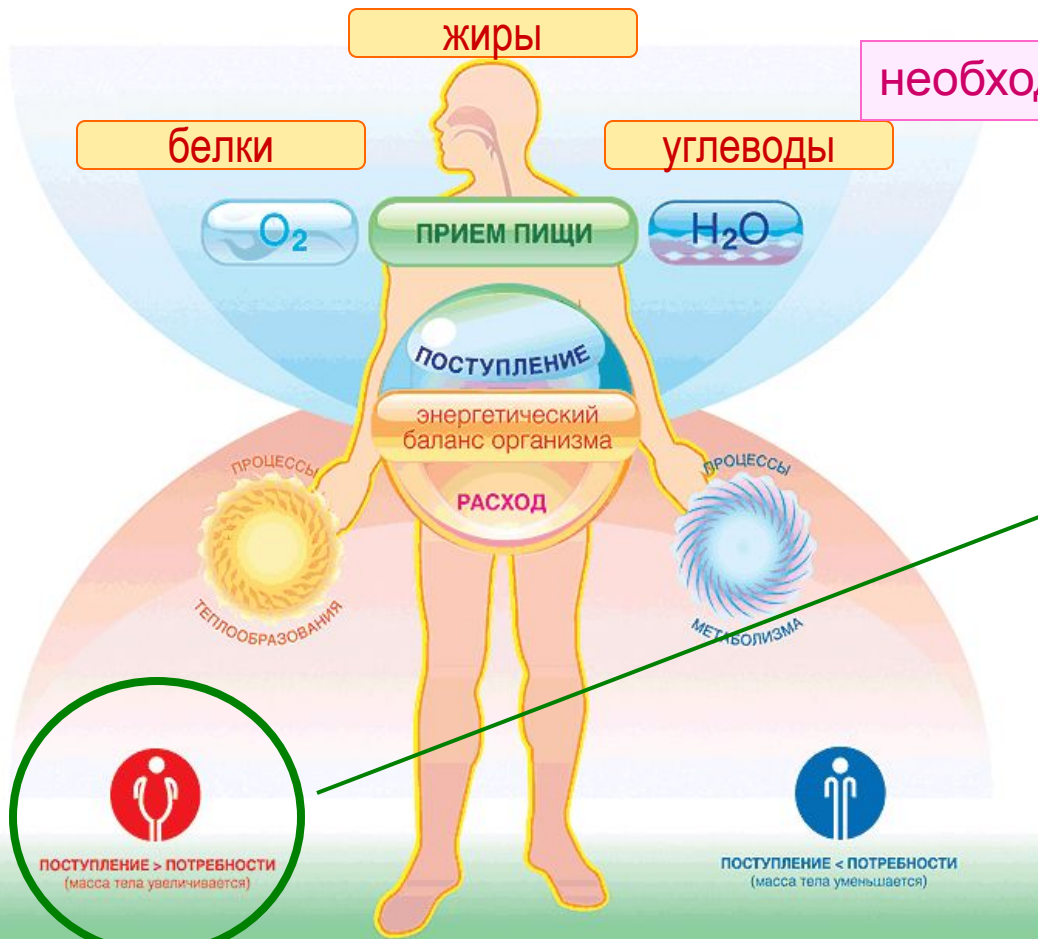 жиры
необход
белки
углеводы
O₂
ПРИЕМ ПИЩИ
H₂O
ПОСТУПЛЕНИЕ
энергетический
баланс организма
РАСХОД
ПРОЦЕССЫ
ТЕПЛООБРАЗОВАНИЯ
ПРОЦЕССЫ
МЕТАБОЛИЗМА
ПОСТУПЛЕНИЕ > ПОТРЕБНОСТИ
(масса тела увеличивается)
ПОСТУПЛЕНИЕ < ПОТРЕБНОСТИ
(масса тела уменьшается)